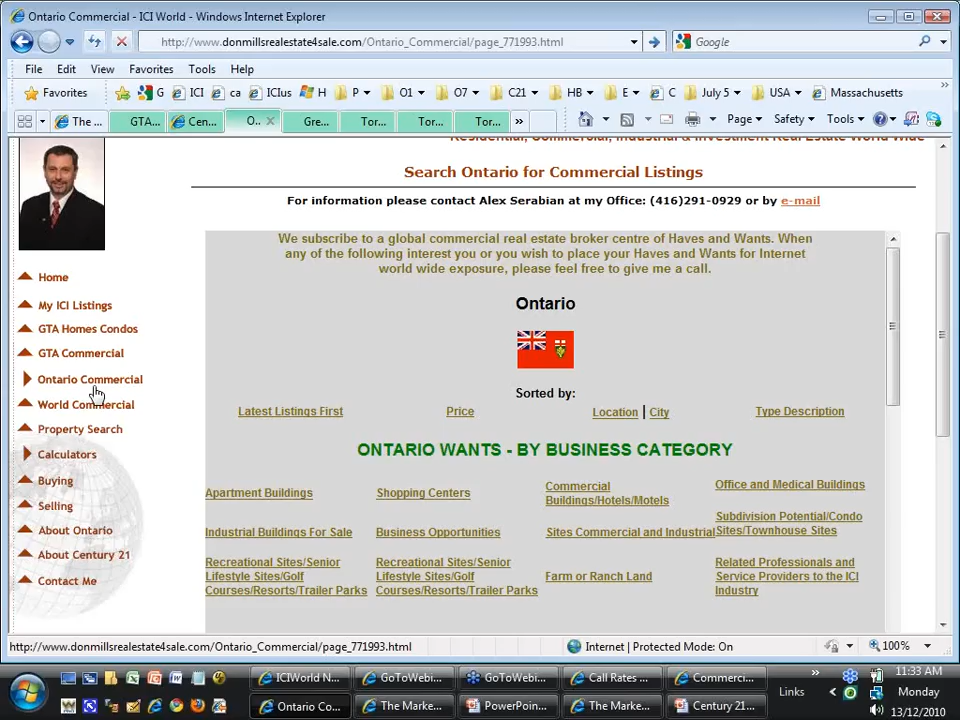 Ontario Commercial - ICI World - Windows Internet Explorer
http://www.donmillsrealestate4sale.com/Ontario_Commercial/page_771993.html
Google
File Edit View Favorites Tools Help
Favorites G ICI ca ICIus H P O1 O7 C21 HB E C July 5 USA Massachusetts
The ... GTA... Cen... O.. Gre... Tor... Tor... Tor... Page Safety Tools
Residential, Commercial, Industrial & Investment Real Estate World Wide
Search Ontario for Commercial Listings
For information please contact Alex Serabian at my Office: (416)291-0929 or by e-mail
We subscribe to a global commercial real estate broker centre of Haves and Wants. When
any of the following interest you or you wish to place your Haves and Wants for Internet
world wide exposure, please feel free to give me a call.
Ontario
Sorted by:
Latest Listings First Price Location | City Type Description
ONTARIO WANTS - BY BUSINESS CATEGORY
Apartment Buildings
Shopping Centers
Commercial
Buildings/Hotels/Motels
Office and Medical Buildings
Industrial Buildings For Sale
Business Opportunities
Sites Commercial and Industrial
Subdivision Potential/Condo
Sites/Townhouse Sites
Recreational Sites/Senior
Lifestyle Sites/Golf
Courses/Resorts/Trailer Parks
Recreational Sites/Senior
Lifestyle Sites/Golf
Courses/Resorts/Trailer Parks
Farm or Ranch Land
Related Professionals and
Service Providers to the ICI
Industry
Home
My ICI Listings
GTA Homes Condos
GTA Commercial
Ontario Commercial
World Commercial
Property Search
Calculators
Buying
Selling
About Ontario
About Century 21
Contact Me
http://www.donmillsrealestate4sale.com/Ontario_Commercial/page_771993.html
Internet | Protected Mode: On
100%
ICIWorld N... GoToWebi... GoToWebi... Call Rates ... Commerci...
Ontario Co... The Marke... PowerPoin... The Marke... Century 21...
Links
11:33 AM
Monday
13/12/2010